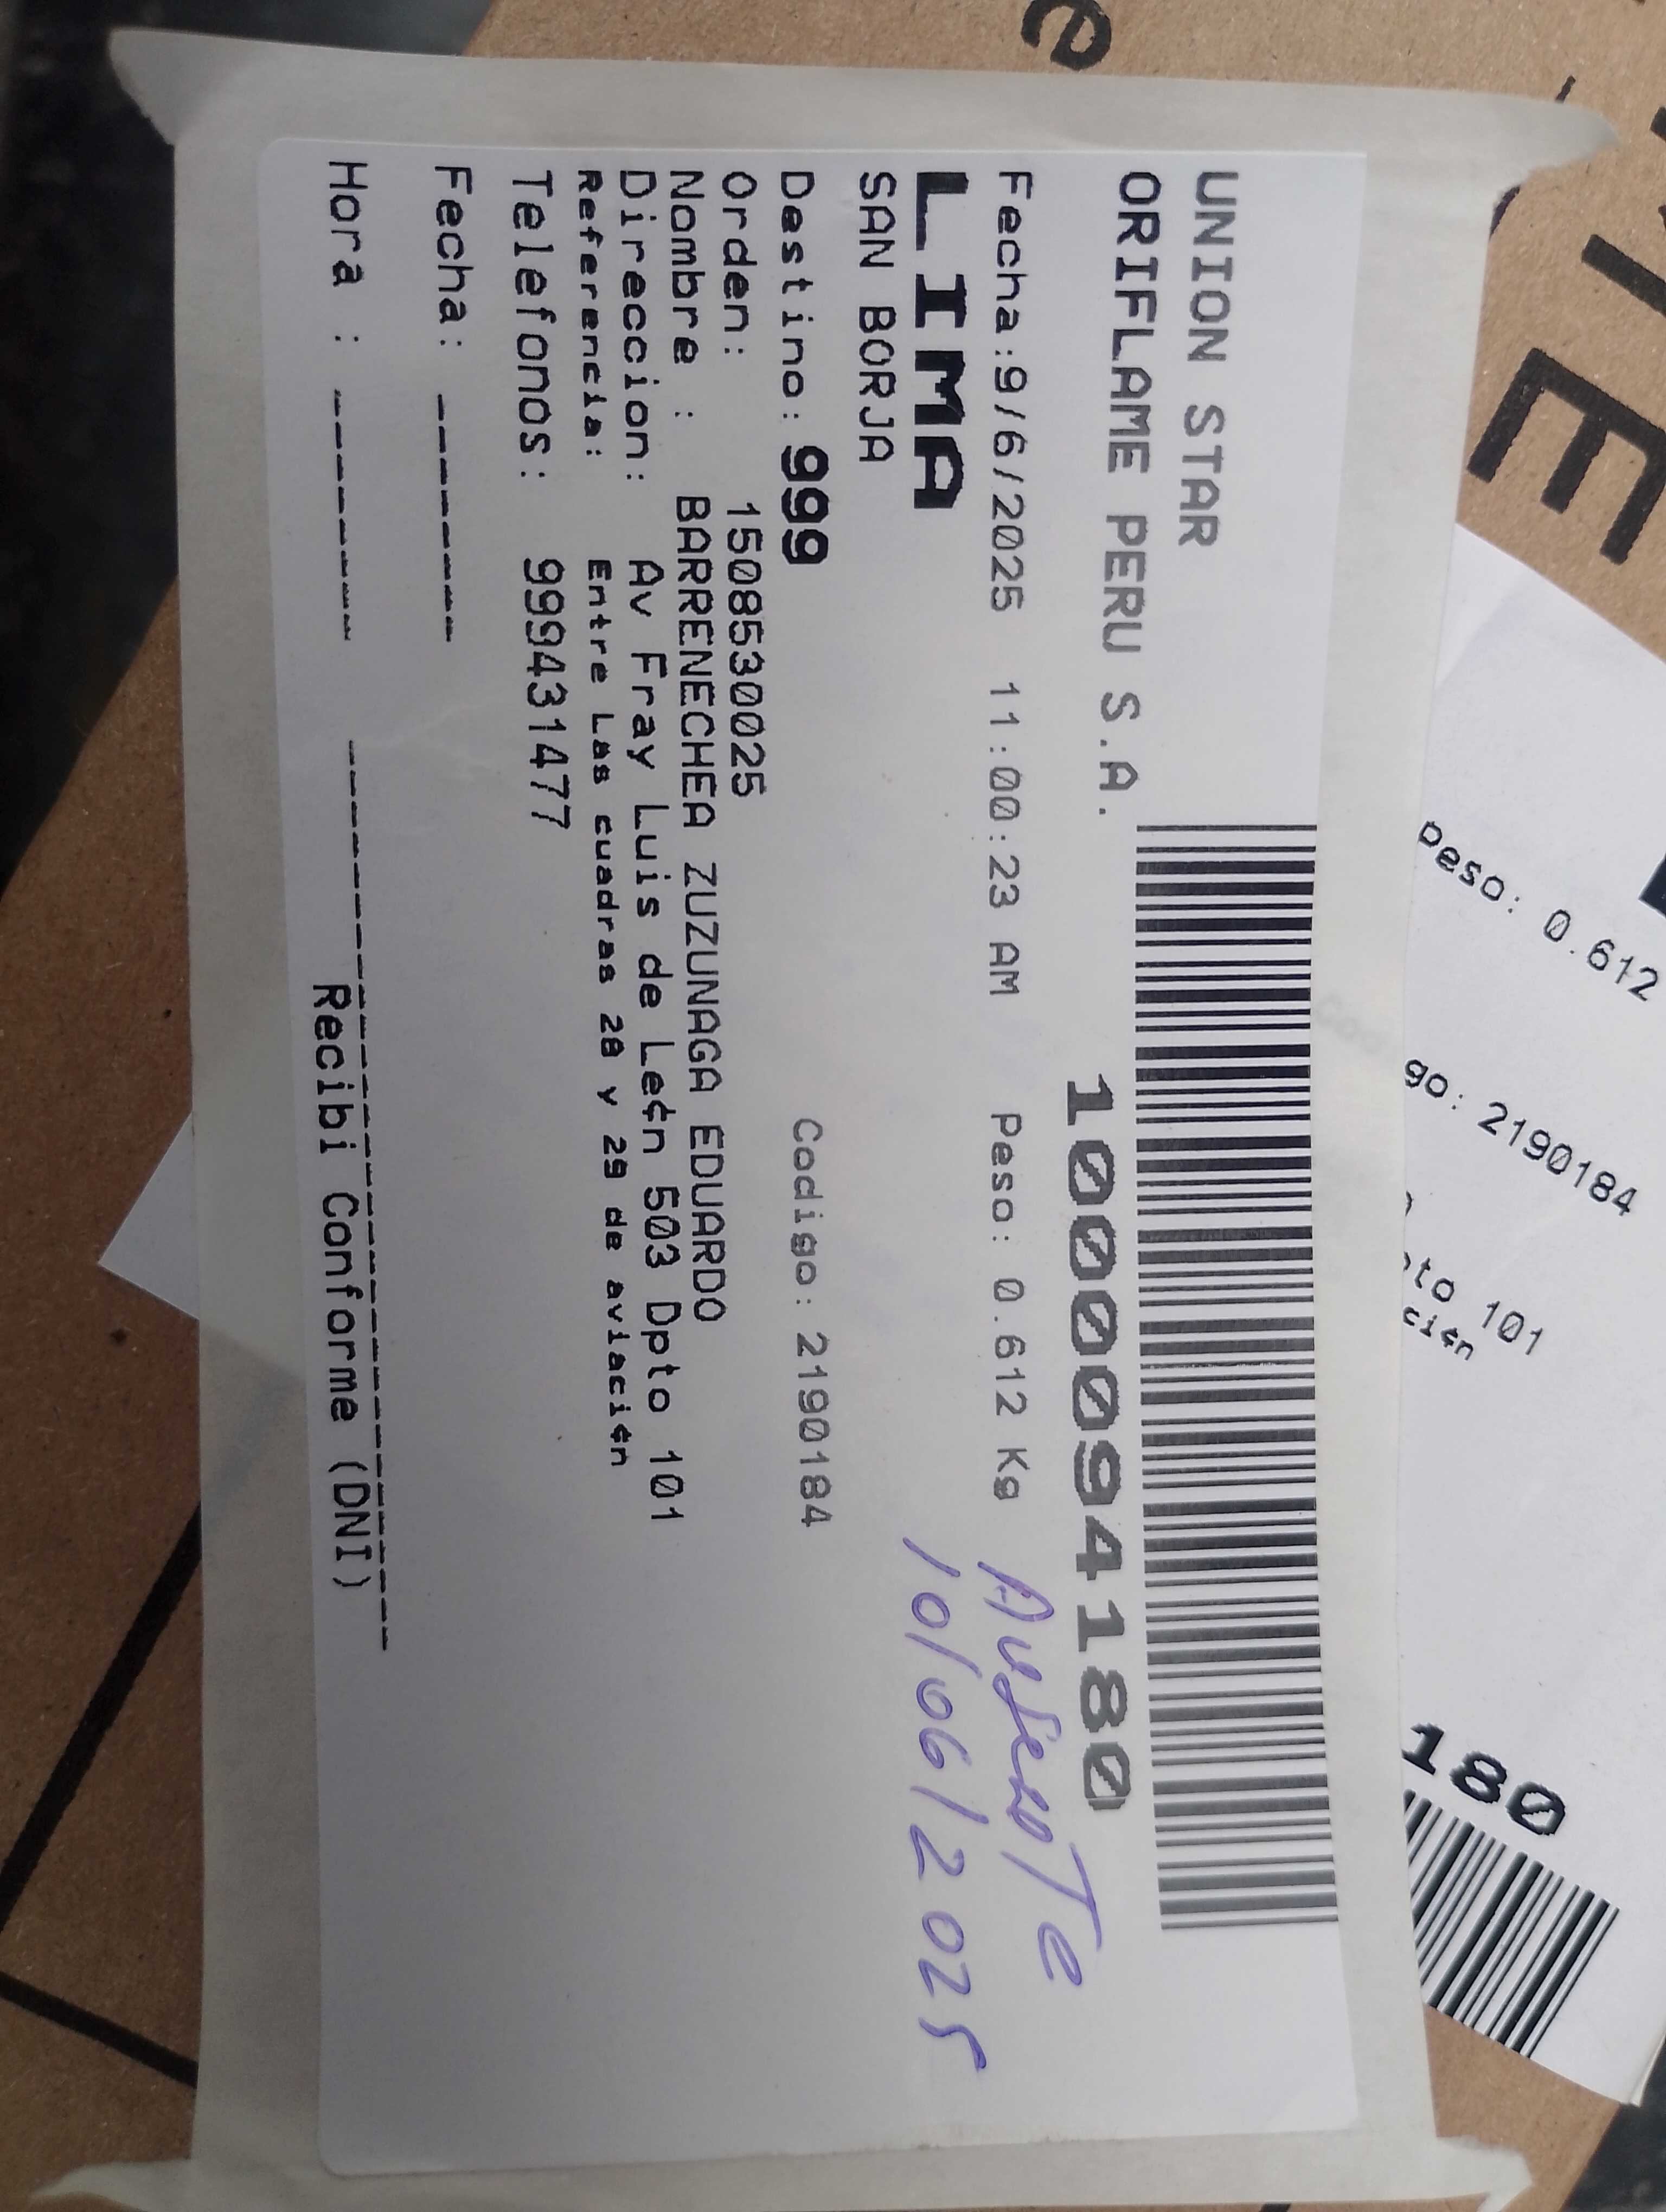 UNION STAR
ORIFLAME PERU S.A.
10000094180
Fecha:9/6/2025 11:00:23 AM Peso: 0.612 Kg
AusenTe
10/06/2025
LIMA
SAN BORJA
Destino: 999 Codigo: 2190184
Orden: 1508530025
Nombre : BARRENECHEA ZUZUNAGA EDUARDO
Direccion: Av Fray Luis de Le¢n 503 Dpto 101
Referencia: Entre Las cuadras 28 y 29 de aviaci¢n
Telefonos: 999431477
Fecha: ______
Hora : _______
Recibi Conforme (DNI)
Peso: 0.612
go: 2190184
to 101
ci¢n
180
e
E